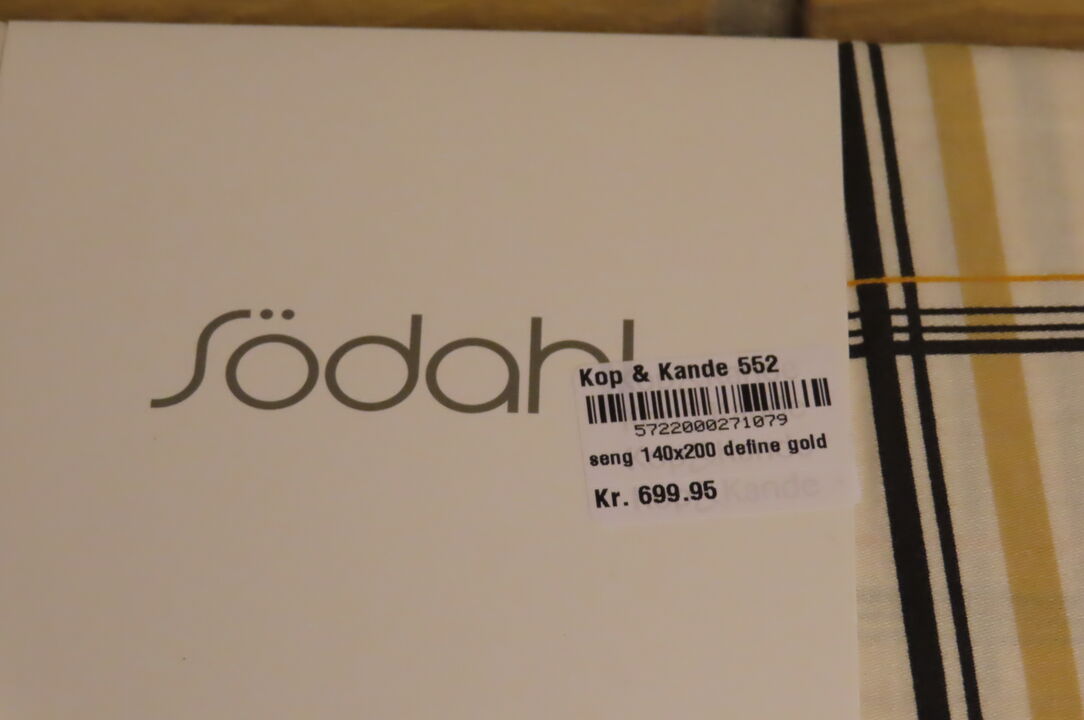 Södahl
Kop & Kande 552
5722000271079
seng 140x200 define gold
Kr. 699.95